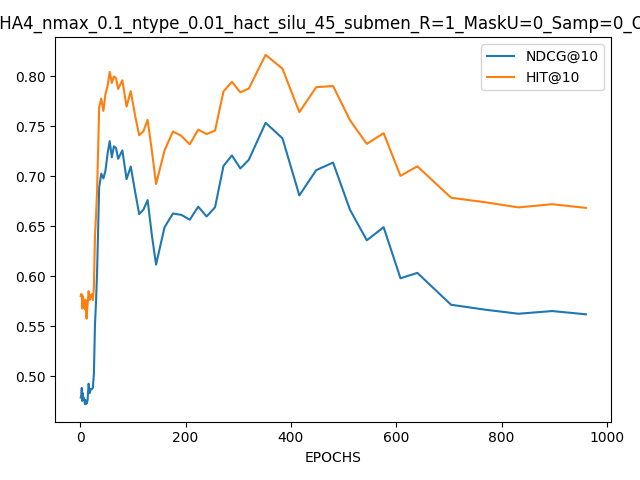 HA4_nmax_0.1_ntype_0.01_hact_silu_45_submen_R=1_MaskU=0_Samp=0_C
NDCG@10
HIT@10
0.80
0.75
0.70
0.65
0.60
0.55
0.50
0 200 400 600 800 1000
EPOCHS